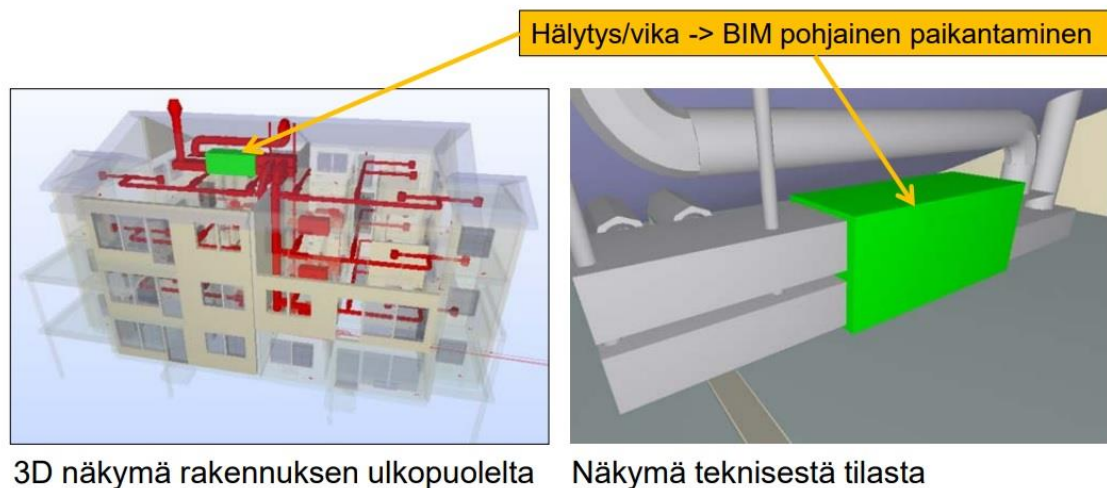 Hälytys/vika -> BIM pohjainen paikantaminen
3D näkymä rakennuksen ulkopuolelta
Näkymä teknisestä tilasta